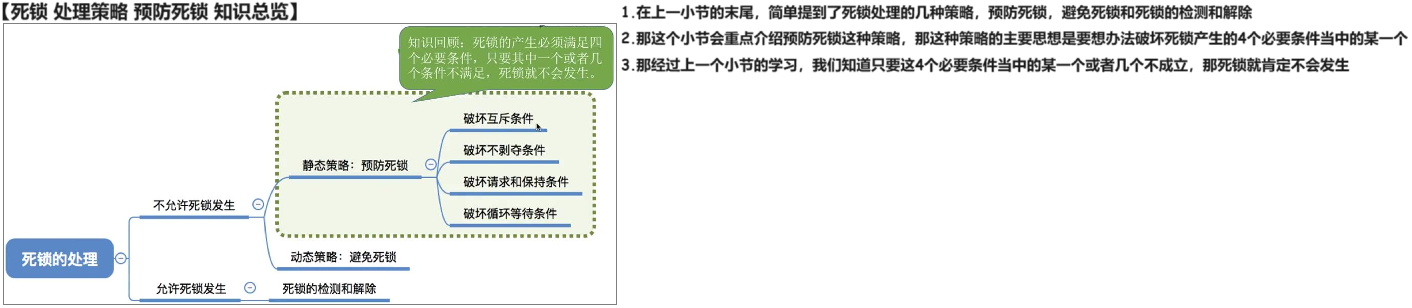 【死锁 处理策略 预防死锁 知识总览】
知识回顾：死锁的产生必须满足四
个必要条件，只要其中一个或者几
个条件不满足，死锁就不会发生。
破坏互斥条件
破坏不剥夺条件
静态策略：预防死锁
破坏请求和保持条件
不允许死锁发生
破坏循环等待条件
死锁的处理
动态策略：避免死锁
允许死锁发生
死锁的检测和解除
1.在上一小节的末尾，简单提到了死锁处理的几种策略，预防死锁，避免死锁和死锁的检测和解除
2.那这个小节会重点介绍预防死锁这种策略，那这种策略的主要思想是要想办法破坏死锁产生的4个必要条件当中的某一个
3.那经过上一个小节的学习，我们知道只要这4个必要条件当中的某一个或者几个不成立，那死锁就肯定不会发生